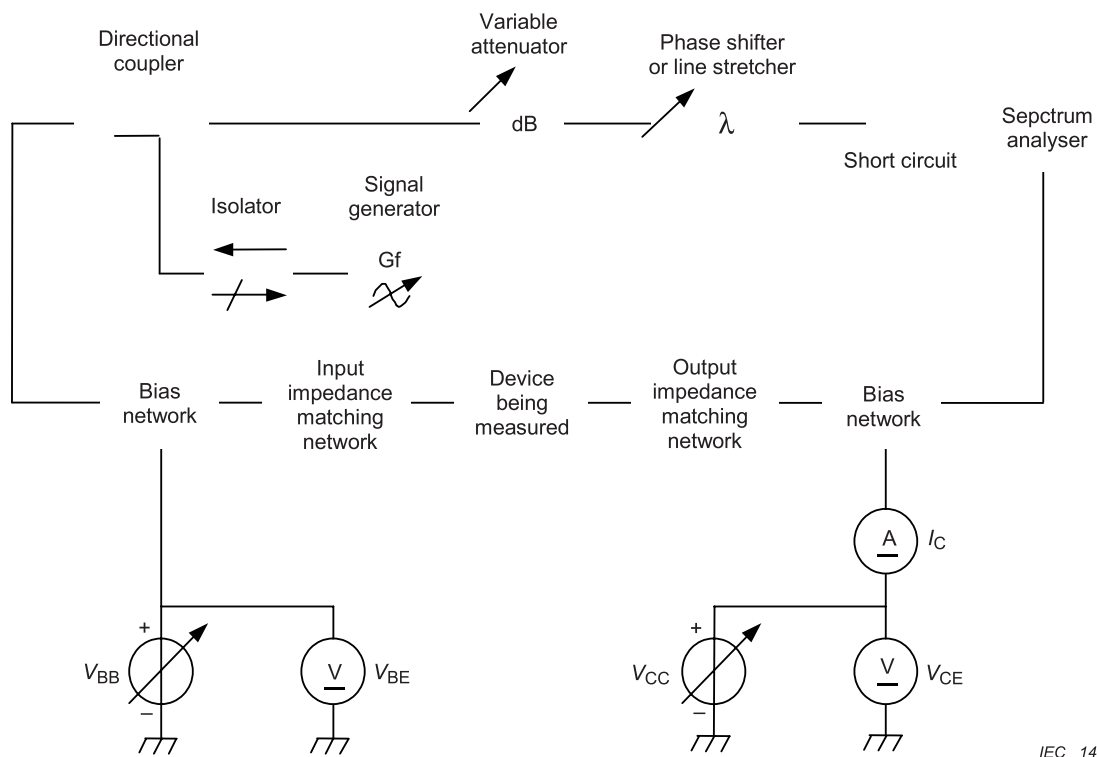 Directional
coupler
Variable
attenuator
Phase shifter
or line stretcher
dB
λ
Sepctrum
analyser
Short circuit
Isolator
Signal
generator
Gf
Bias
network
Input
impedance
matching
network
Device
being
measured
Output
impedance
matching
network
Bias
network
A
IC
+
VBB
–
V
VBE
+
VCC
–
V
VCE
IEC 14